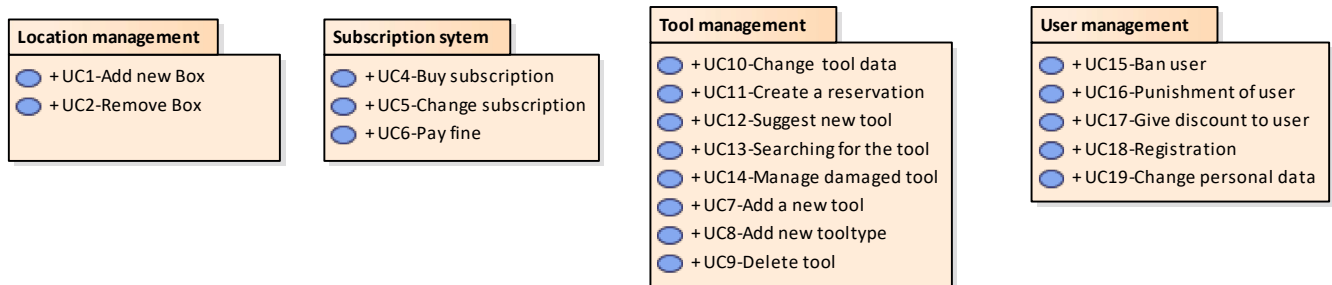 Location management
+UC1-Add new Box
+UC2-Remove Box
Subscription sytem
+UC4-Buy subscription
+UC5-Change subscription
+UC6-Pay fine
Tool management
+UC10-Change tool data
+UC11-Create a reservation
+UC12-Suggest new tool
+UC13-Searching for the tool
+UC14-Manage damaged tool
+UC7-Add a new tool
+UC8-Add new tooltype
+UC9-Delete tool
User management
+UC15-Ban user
+UC16-Punishment of user
+UC17-Give discount to user
+UC18-Registration
+UC19-Change personal data